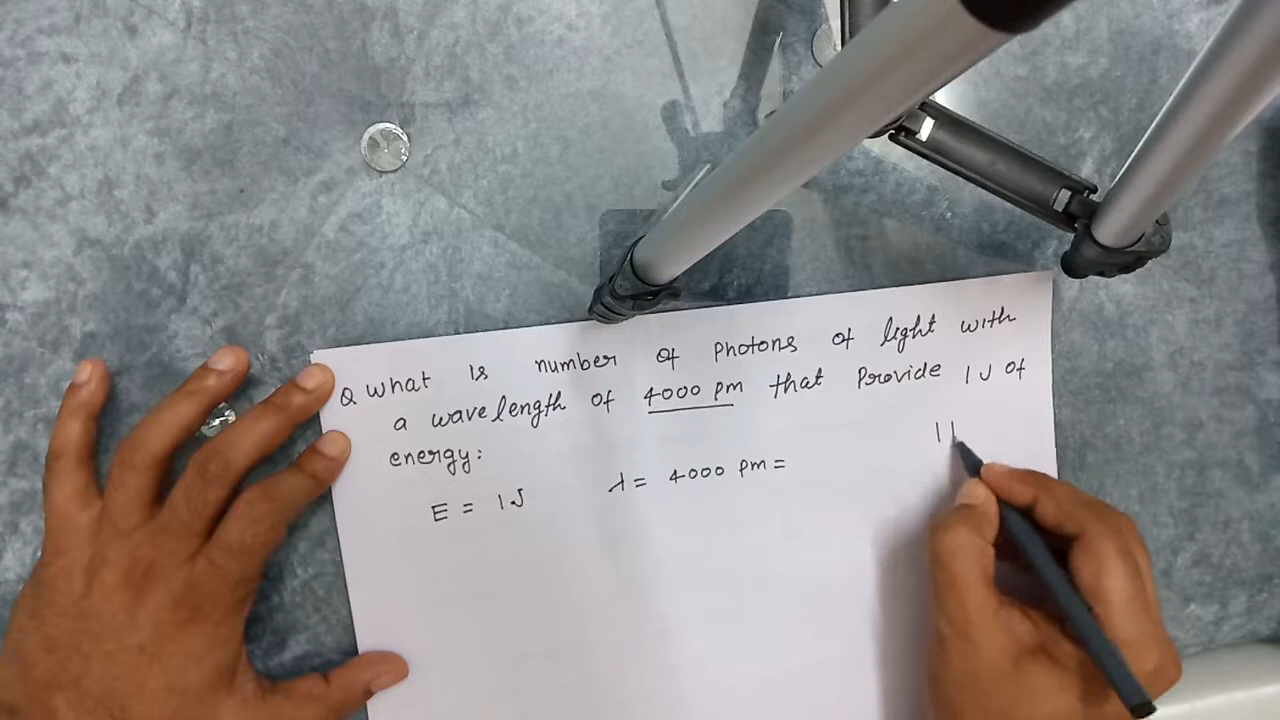 Q What is number of Photons of light with
a wavelength of 4000 pm that Provide 1J of
energy:
E = 1J λ = 4000 pm =